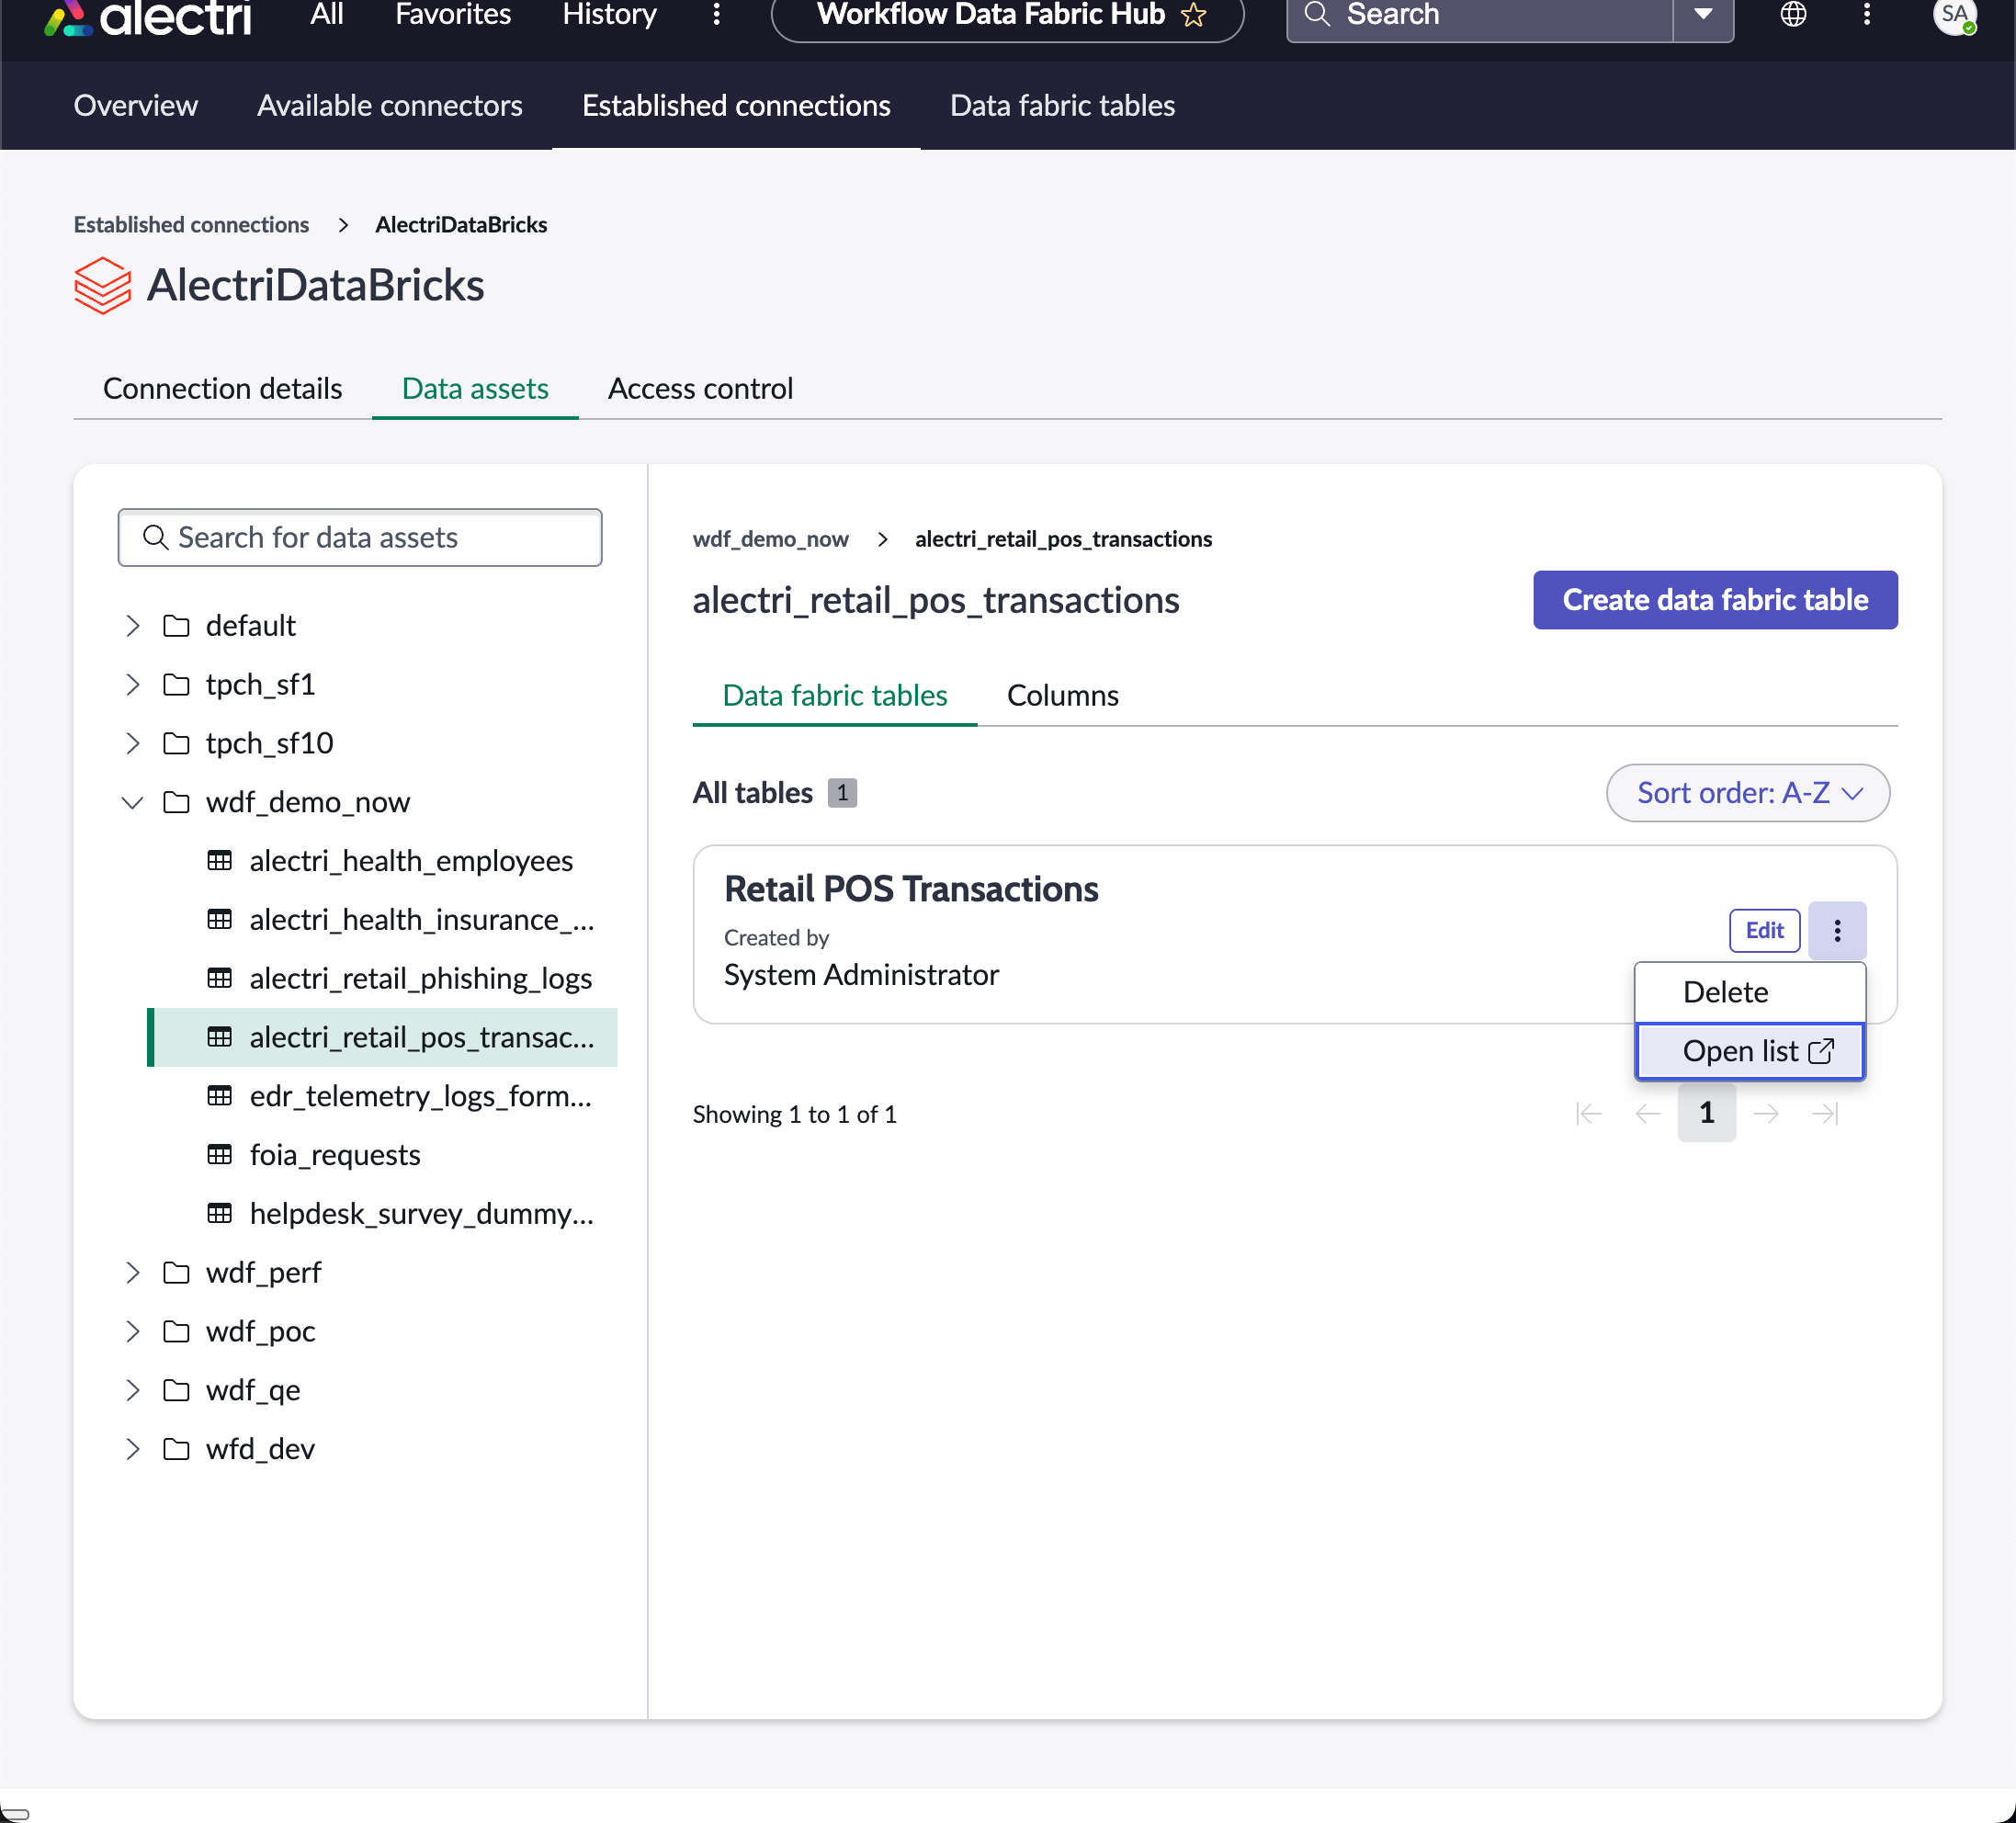 alectri
All
Favorites
History
Workflow Data Fabric Hub
Search
SA
Overview
Available connectors
Established connections
Data fabric tables
Established connections > AlectriDataBricks
AlectriDataBricks
Connection details
Data assets
Access control
Search for data assets
default
tpch_sf1
tpch_sf10
wdf_demo_now
alectri_health_employees
alectri_health_insurance_...
alectri_retail_phishing_logs
alectri_retail_pos_transac...
edr_telemetry_logs_form...
foia_requests
helpdesk_survey_dummy...
wdf_perf
wdf_poc
wdf_qe
wfd_dev
wdf_demo_now > alectri_retail_pos_transactions
alectri_retail_pos_transactions
Create data fabric table
Data fabric tables
Columns
All tables 1
Sort order: A-Z
Retail POS Transactions
Created by
System Administrator
Edit
Delete
Open list
Showing 1 to 1 of 1
1